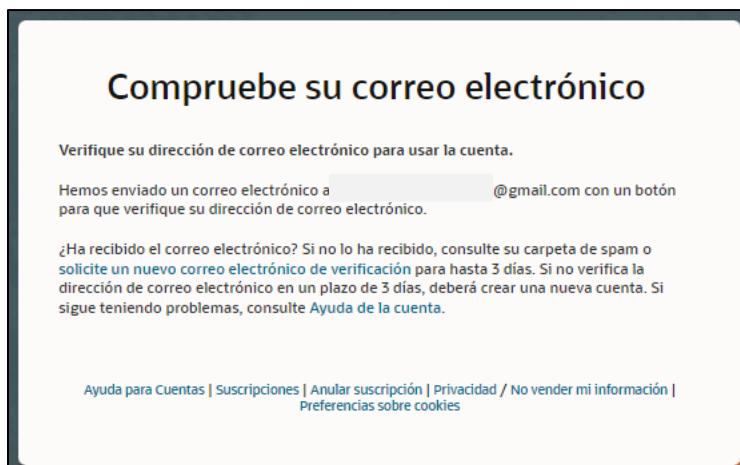 Compruebe su correo electrónico
Verifique su dirección de correo electrónico para usar la cuenta.
Hemos enviado un correo electrónico a @gmail.com con un botón
para que verifique su dirección de correo electrónico.
¿Ha recibido el correo electrónico? Si no lo ha recibido, consulte su carpeta de spam o
solicite un nuevo correo electrónico de verificación para hasta 3 días. Si no verifica la
dirección de correo electrónico en un plazo de 3 días, deberá crear una nueva cuenta. Si
sigue teniendo problemas, consulte Ayuda de la cuenta.
Ayuda para Cuentas | Suscripciones | Anular suscripción | Privacidad / No vender mi información |
Preferencias sobre cookies